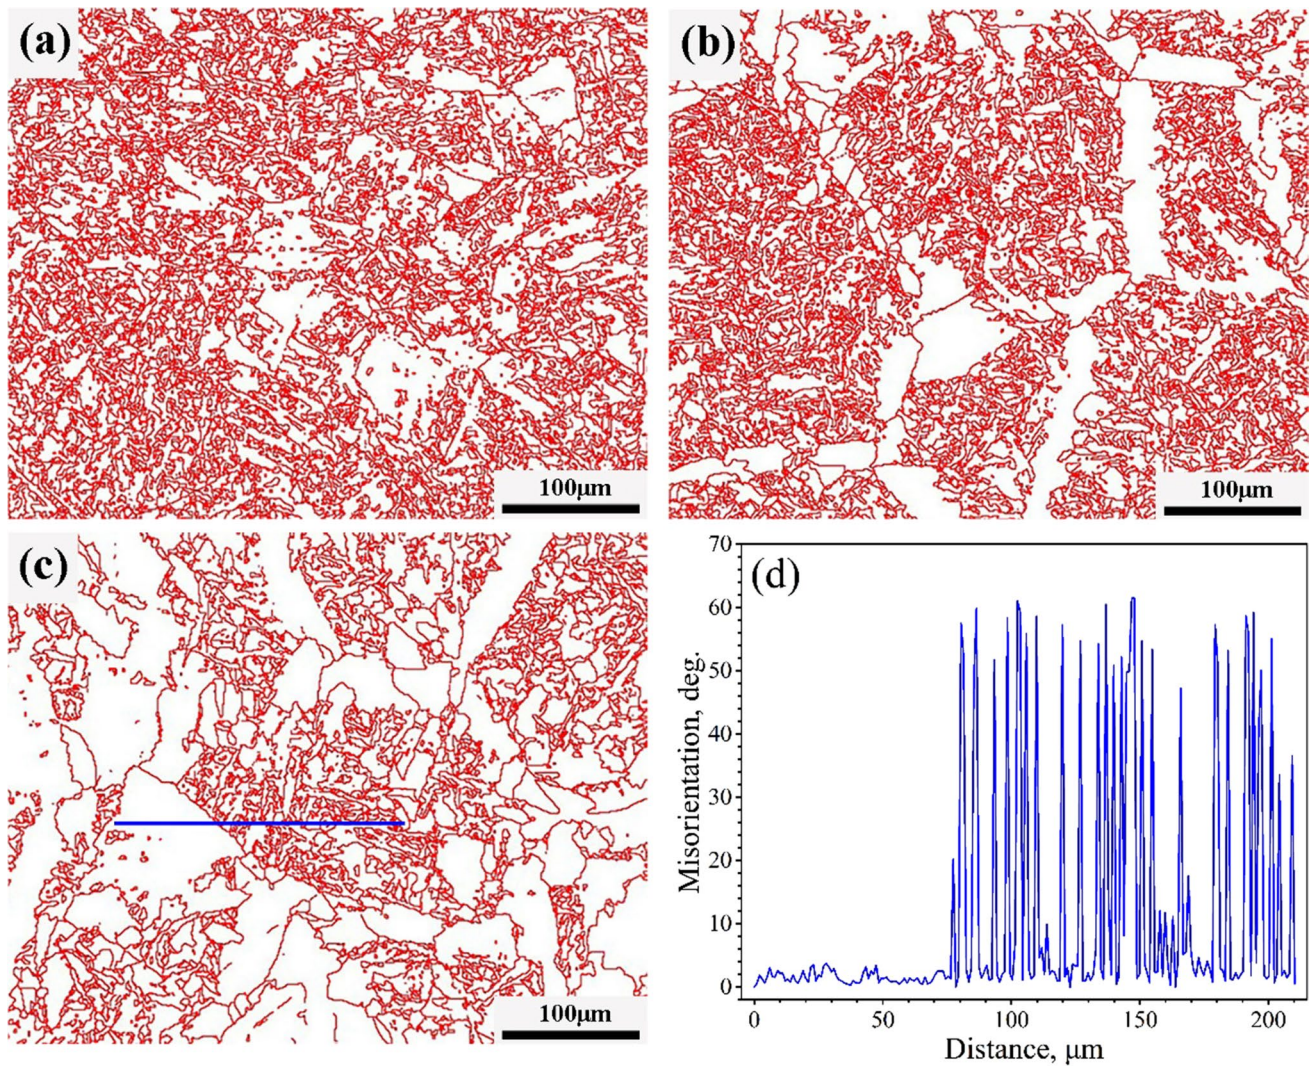 (a)
100μm
(b)
100μm
(c)
100μm
(d)
70
60
50
40
30
20
10
0
Misorientation, deg.
0 50 100 150 200
Distance, μm